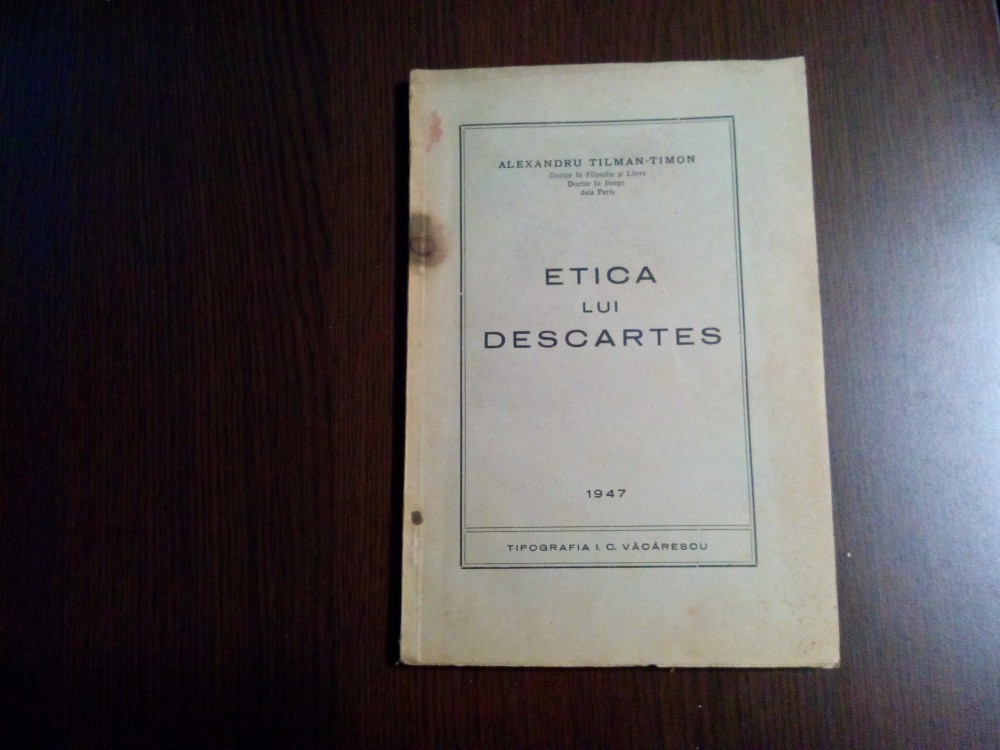 ALEXANDRU TILMAN-TIMON
Doctor în Filosofie și Litere
Doctor în Drept
dela Paris
ETICA
LUI
DESCARTES
1947
TIPOGRAFIA I. C. VĂCĂRESCU